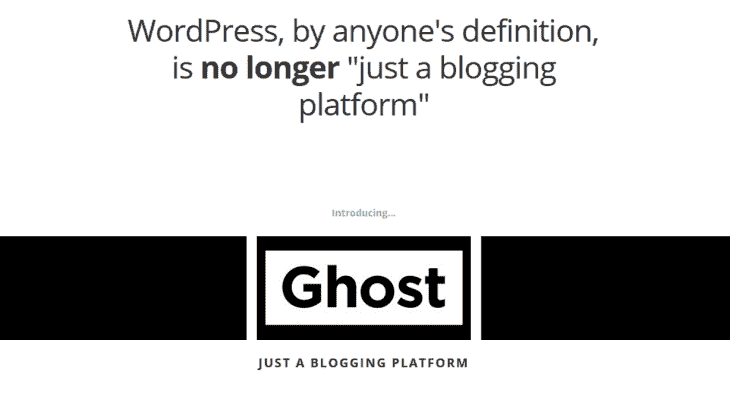 WordPress, by anyone's definition,
is no longer "just a blogging
platform"
Introducing...
Ghost
JUST A BLOGGING PLATFORM